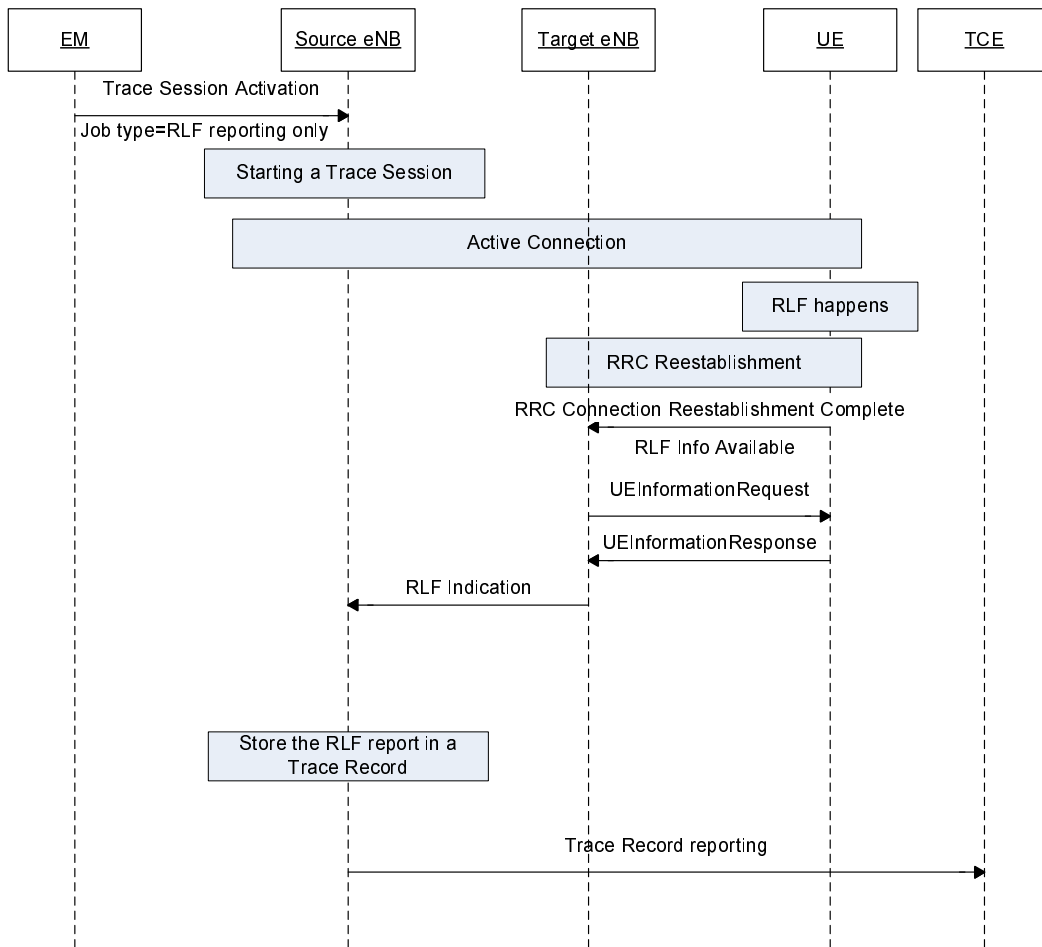 EM
Source eNB
Target eNB
UE
TCE
Trace Session Activation
Job type=RLF reporting only
Starting a Trace Session
Active Connection
RLF happens
RRC Reestablishment
RRC Connection Reestablishment Complete
RLF Info Available
UEInformationRequest
UEInformationResponse
RLF Indication
Store the RLF report in a
Trace Record
Trace Record reporting